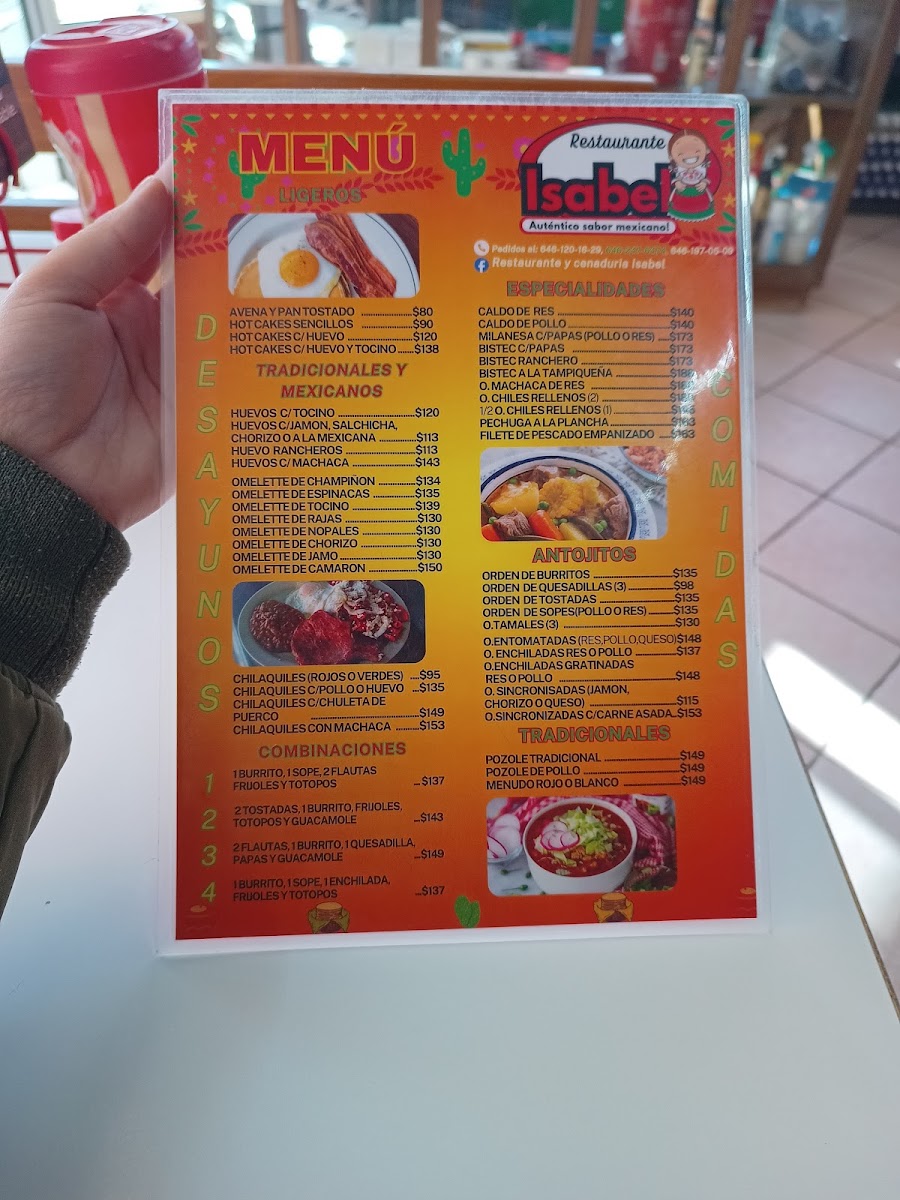 MENÚ
LIGEROS
AVENA Y PAN TOSTADO $80
HOT CAKES SENCILLOS $90
HOT CAKES C/ HUEVO $120
HOT CAKES C/ HUEVO Y TOCINO $138
TRADICIONALES Y
MEXICANOS
HUEVOS C/ TOCINO $120
HUEVOS C/JAMON, SALCHICHA,
CHORIZO O A LA MEXICANA $113
HUEVO RANCHEROS $113
HUEVOS C/ MACHACA $143
OMELETTE DE CHAMPIÑON $134
OMELETTE DE ESPINACAS $135
OMELETTE DE TOCINO $139
OMELETTE DE RAJAS $130
OMELETTE DE NOPALES $130
OMELETTE DE CHORIZO $130
OMELETTE DE JAMO $130
OMELETTE DE CAMARON $150
CHILAQUILES (ROJOS O VERDES) $95
CHILAQUILES C/POLLO O HUEVO $135
CHILAQUILES C/CHULETA DE
PUERCO $149
CHILAQUILES CON MACHACA $153
DESAYUNOS
COMBINACIONES
1 1 BURRITO, 1 SOPE, 2 FLAUTAS
FRIJOLES Y TOTOPOS $137
2 2 TOSTADAS, 1 BURRITO, FRIJOLES,
TOTOPOS Y GUACAMOLE $143
3 2 FLAUTAS, 1 BURRITO, 1 QUESADILLA,
PAPAS Y GUACAMOLE $149
4 1 BURRITO, 1 SOPE, 1 ENCHILADA,
FRIJOLES Y TOTOPOS $137
Restaurante
Isabel
Auténtico sabor mexicano!
Pedidos al: 646-120-16-29, 646-197-05-09
Restaurante y cenaduria Isabel
ESPECIALIDADES
CALDO DE RES $140
CALDO DE POLLO $140
MILANESA C/PAPAS (POLLO O RES) $173
BISTEC C/PAPAS $173
BISTEC RANCHERO $173
BISTEC A LA TAMPIQUEÑA
O. MACHACA DE RES
O. CHILES RELLENOS (2)
1/2 O. CHILES RELLENOS (1)
PECHUGA A LA PLANCHA
FILETE DE PESCADO EMPANIZADO
COMIDAS
ANTOJITOS
ORDEN DE BURRITOS $135
ORDEN DE QUESADILLAS (3) $98
ORDEN DE TOSTADAS $135
ORDEN DE SOPES(POLLO O RES) $135
O.TAMALES (3) $130
O.ENTOMATADAS (RES,POLLO,QUESO)$148
O. ENCHILADAS RES O POLLO $137
O.ENCHILADAS GRATINADAS
RES O POLLO $148
O. SINCRONISADAS (JAMON,
CHORIZO O QUESO) $115
O.SINCRONIZADAS C/CARNE ASADA $153
TRADICIONALES
POZOLE TRADICIONAL $149
POZOLE DE POLLO $149
MENUDO ROJO O BLANCO $149